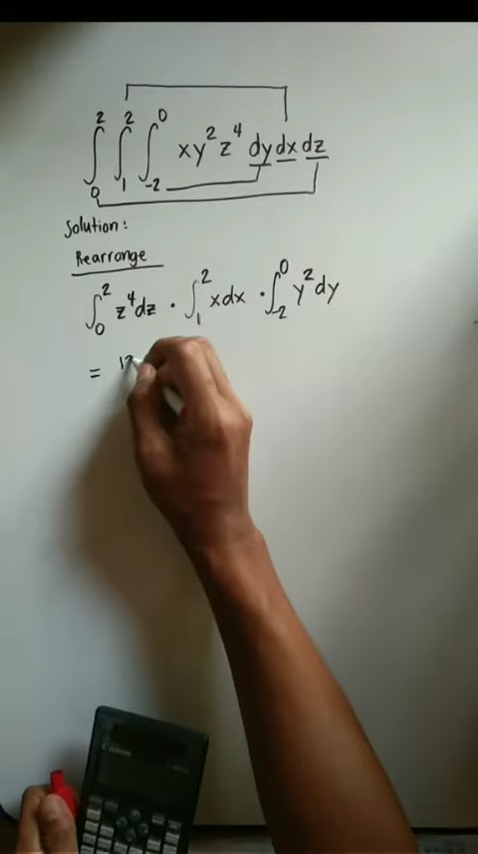 ∫₀² ∫₁² ∫₋₂⁰ xy²z⁴ dy dx dz
Solution:
Rearrange
∫₀² z⁴dz · ∫₁² xdx · ∫₋₂⁰ y²dy
=